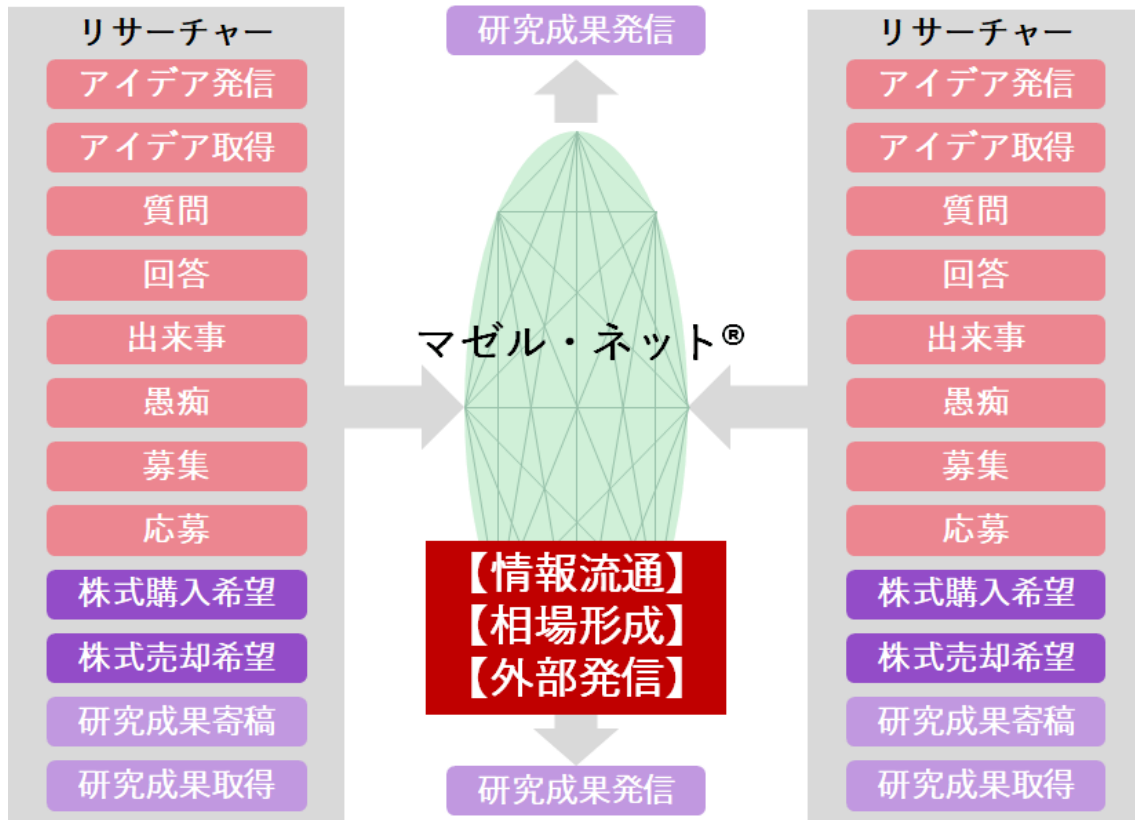 リサーチャー
アイデア発信
アイデア取得
質問
回答
出来事
愚痴
募集
応募
株式購入希望
株式売却希望
研究成果寄稿
研究成果取得
研究成果発信
マゼル・ネット®
【情報流通】
【相場形成】
【外部発信】
研究成果発信
リサーチャー
アイデア発信
アイデア取得
質問
回答
出来事
愚痴
募集
応募
株式購入希望
株式売却希望
研究成果寄稿
研究成果取得